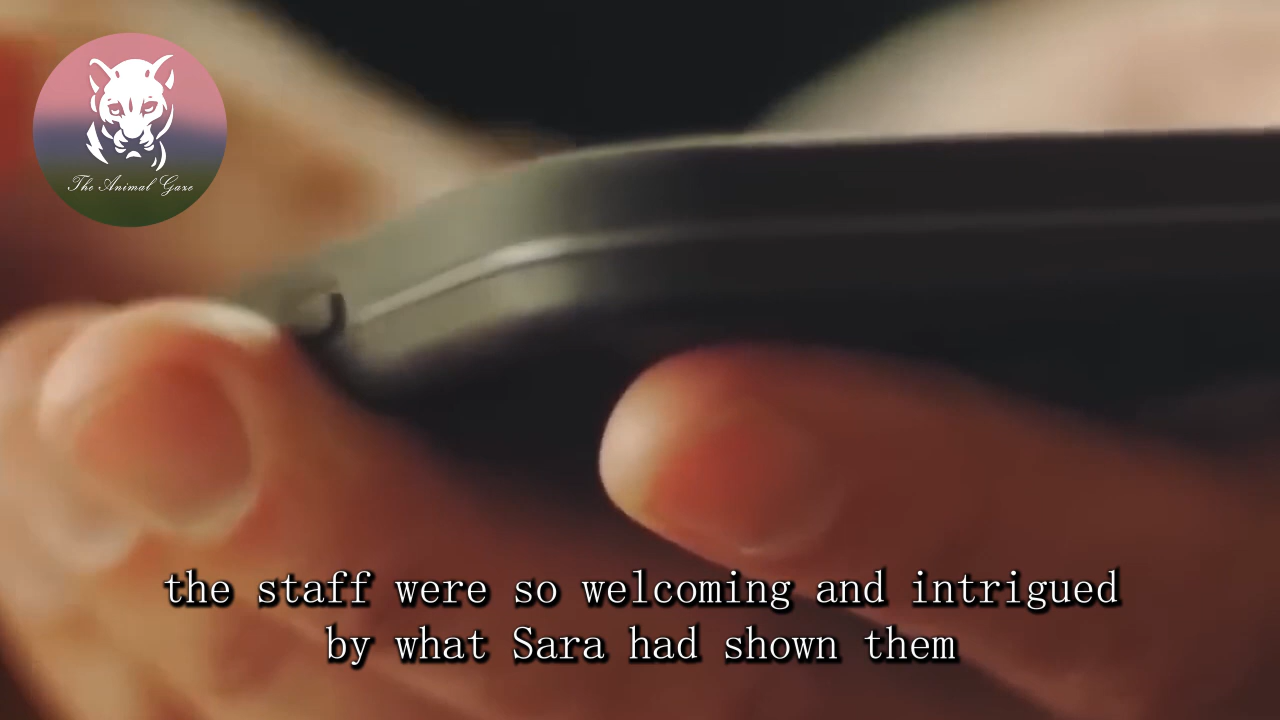 The Animal Gaze
the staff were so welcoming and intrigued
by what Sara had shown them